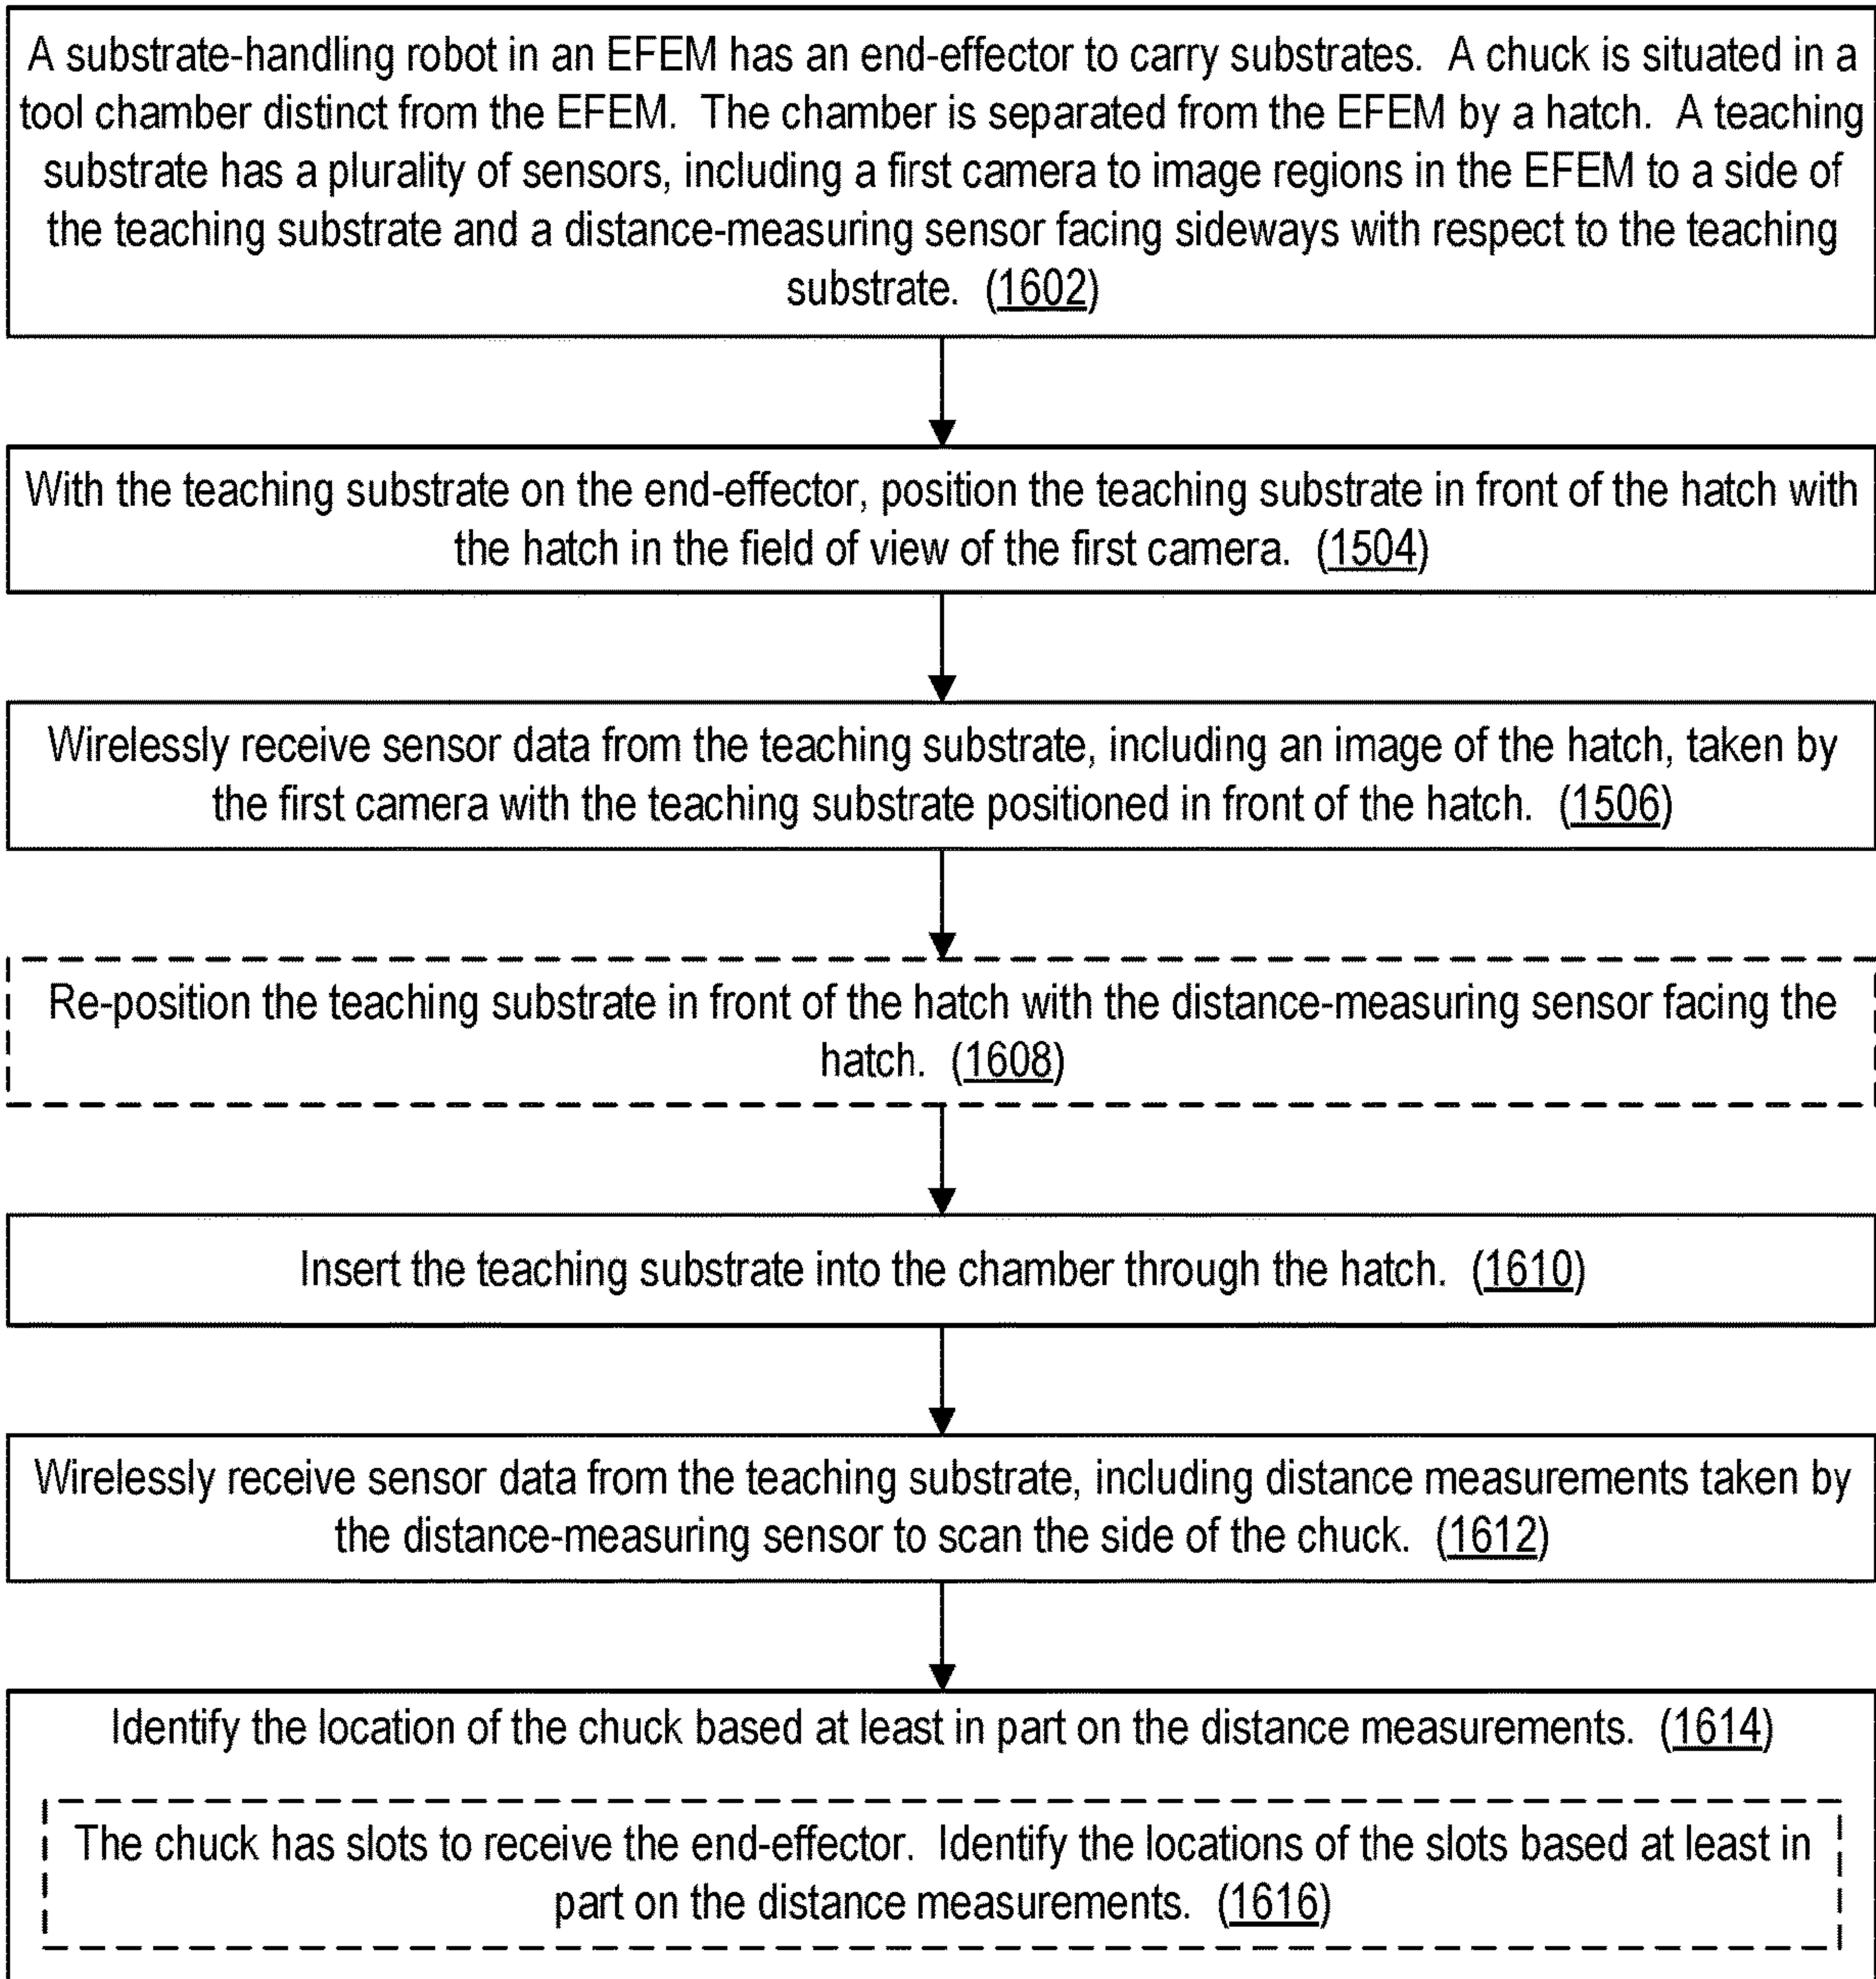 A substrate-handling robot in an EFEM has an end-effector to carry substrates. A chuck is situated in a
tool chamber distinct from the EFEM. The chamber is separated from the EFEM by a hatch. A teaching
substrate has a plurality of sensors, including a first camera to image regions in the EFEM to a side of
the teaching substrate and a distance-measuring sensor facing sideways with respect to the teaching
substrate. (1602)
With the teaching substrate on the end-effector, position the teaching substrate in front of the hatch with
the hatch in the field of view of the first camera. (1504)
Wirelessly receive sensor data from the teaching substrate, including an image of the hatch, taken by
the first camera with the teaching substrate positioned in front of the hatch. (1506)
Re-position the teaching substrate in front of the hatch with the distance-measuring sensor facing the
hatch. (1608)
Insert the teaching substrate into the chamber through the hatch. (1610)
Wirelessly receive sensor data from the teaching substrate, including distance measurements taken by
the distance-measuring sensor to scan the side of the chuck. (1612)
Identify the location of the chuck based at least in part on the distance measurements. (1614)
The chuck has slots to receive the end-effector. Identify the locations of the slots based at least in
part on the distance measurements. (1616)